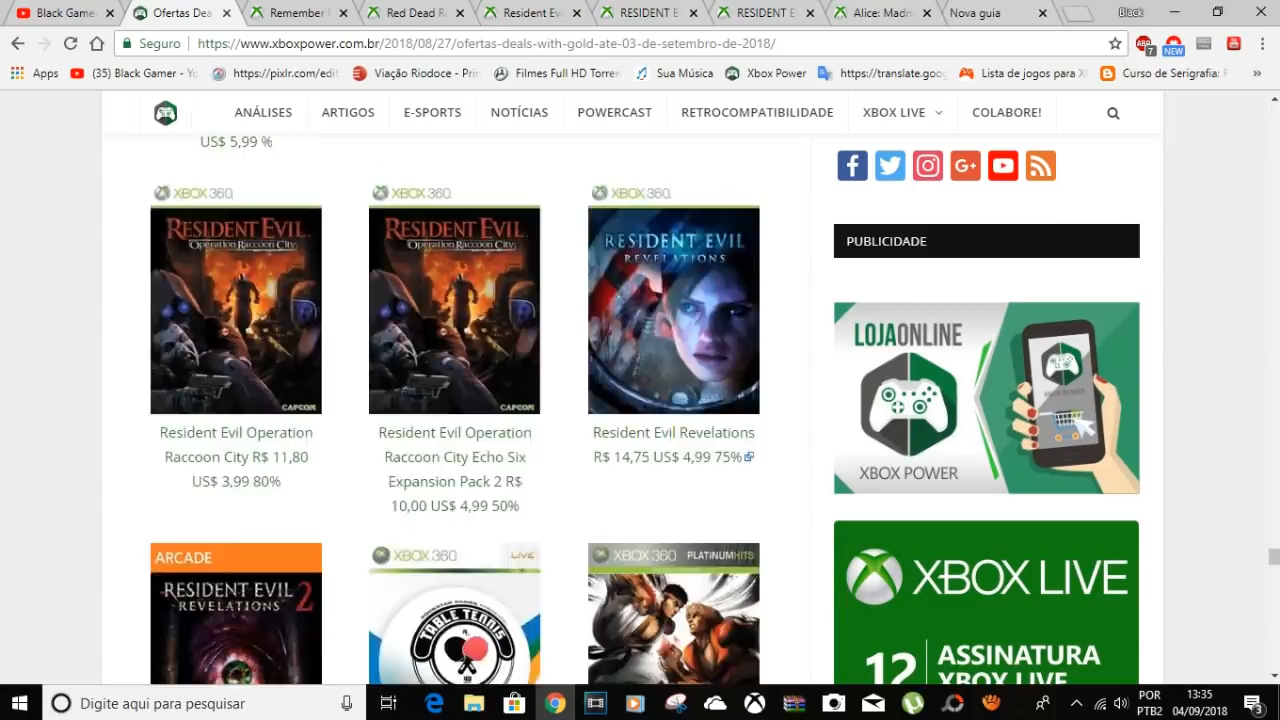 Black Game
Ofertas Dea
Remember
Red Dead R
Resident Evi
RESIDENT E
RESIDENT E
Alice: Madn
Nova guia
Black
Seguro
https://www.xboxpower.com.br/2018/08/27/ofertas-deals-with-gold-ate-03-de-setembro-de-2018/
ABP
7
NEW
Apps
(35) Black Gamer - Yo
https://pixlr.com/edit
Viação Riodoce - Prin
Filmes Full HD Torren
Sua Música
Xbox Power
https://translate.goog
Lista de jogos para X
Curso de Serigrafia: F
»
ANÁLISES
ARTIGOS
E-SPORTS
NOTÍCIAS
POWERCAST
RETROCOMPATIBILIDADE
XBOX LIVE
COLABORE!
US$ 5,99 %
XBOX 360
RESIDENT EVIL
Operation Raccoon City
CAPCOM
Resident Evil Operation
Raccoon City R$ 11,80
US$ 3,99 80%
XBOX 360
RESIDENT EVIL
Operation Raccoon City
CAPCOM
Resident Evil Operation
Raccoon City Echo Six
Expansion Pack 2 R$
10,00 US$ 4,99 50%
XBOX 360
RESIDENT EVIL
REVELATIONS
Resident Evil Revelations
R$ 14,75 US$ 4,99 75%
ARCADE
RESIDENT EVIL
REVELATIONS 2
XBOX 360
LIVE
TABLE TENNIS
XBOX 360
PLATINUM HITS
PUBLICIDADE
LOJAONLINE
XBOX POWER
XBOX POWER
XBOX LIVE
12
ASSINATURA
XBOX LIVE
Digite aqui para pesquisar
POR
PTB2
13:35
04/09/2018
3